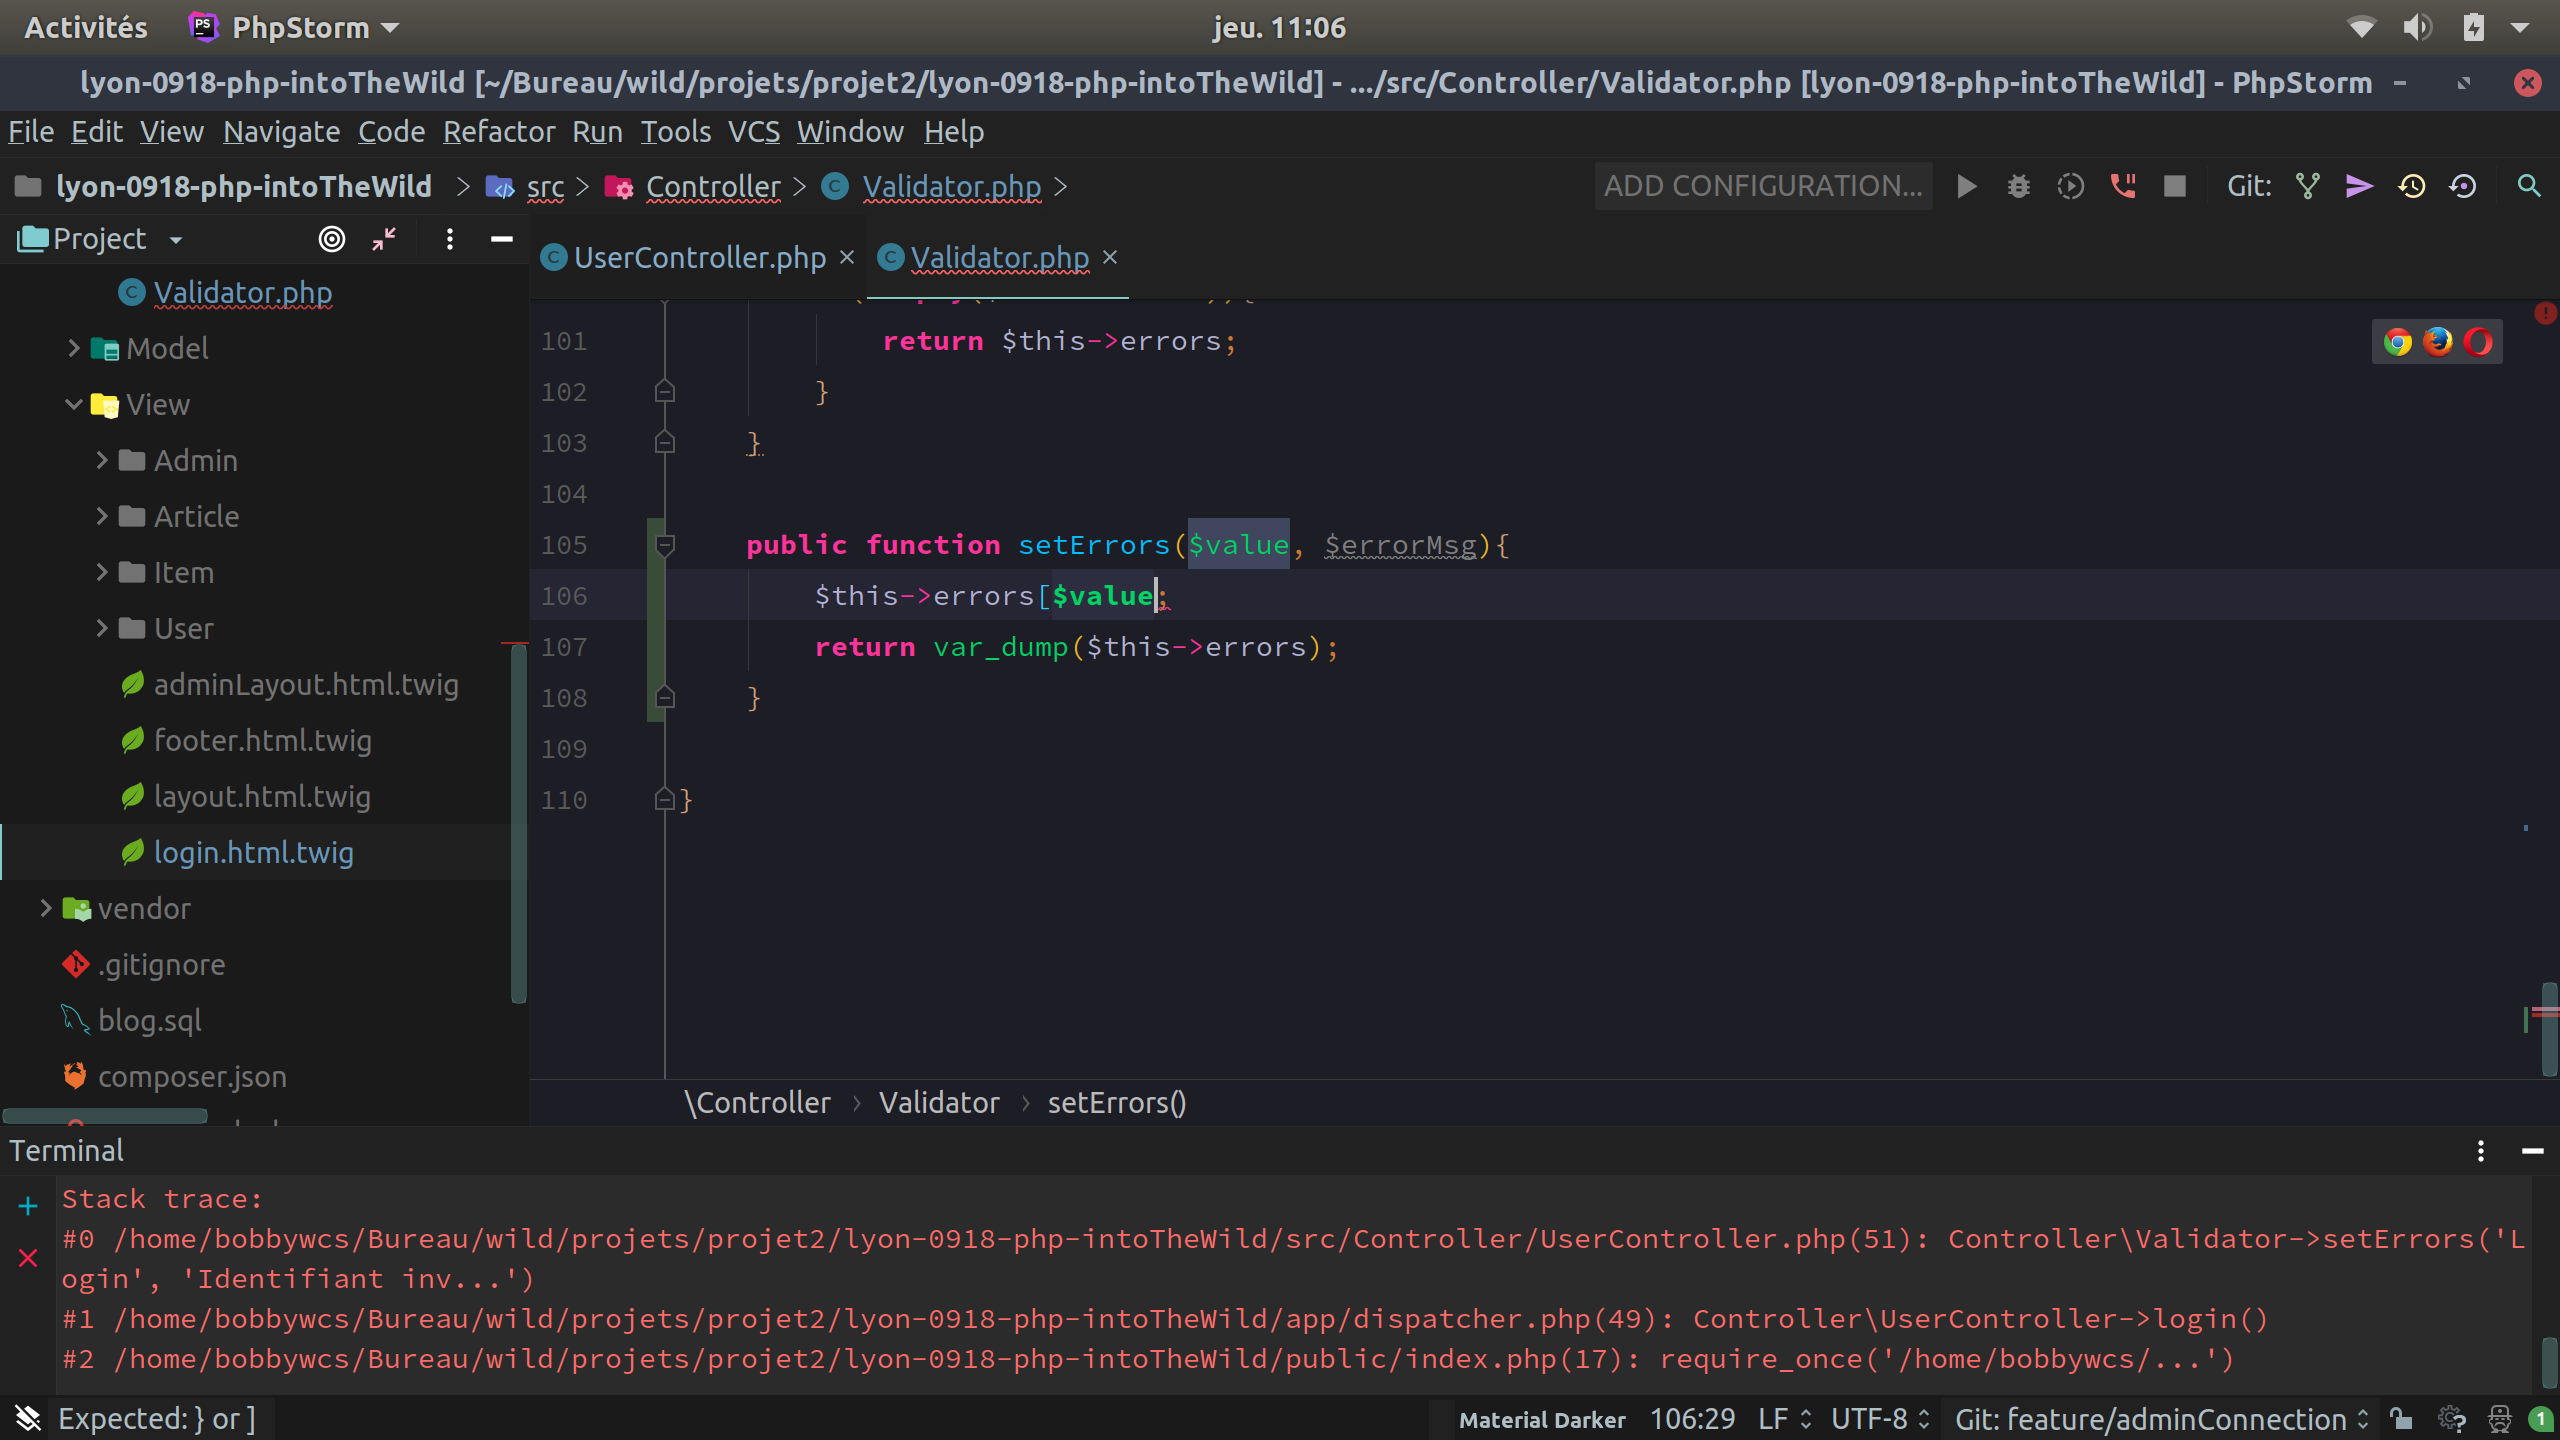 Activités PhpStorm jeu. 11:06
lyon-0918-php-intoTheWild [~/Bureau/wild/projets/projet2/lyon-0918-php-intoTheWild] - .../src/Controller/Validator.php [lyon-0918-php-intoTheWild] - PhpStorm
File Edit View Navigate Code Refactor Run Tools VCS Window Help
lyon-0918-php-intoTheWild src Controller Validator.php ADD CONFIGURATION... Git:
Project
UserController.php Validator.php
Validator.php
Model
View
Admin
Article
Item
User
adminLayout.html.twig
footer.html.twig
layout.html.twig
login.html.twig
vendor
.gitignore
blog.sql
composer.json
101 return $this->errors;
102 }
103 }
104
105 public function setErrors($value, $errorMsg){
106 $this->errors[$value;
107 return var_dump($this->errors);
108 }
109
110 }
\Controller > Validator > setErrors()
Terminal
Stack trace:
#0 /home/bobbywcs/Bureau/wild/projets/projet2/lyon-0918-php-intoTheWild/src/Controller/UserController.php(51): Controller\Validator->setErrors('L
ogin', 'Identifiant inv...')
#1 /home/bobbywcs/Bureau/wild/projets/projet2/lyon-0918-php-intoTheWild/app/dispatcher.php(49): Controller\UserController->login()
#2 /home/bobbywcs/Bureau/wild/projets/projet2/lyon-0918-php-intoTheWild/public/index.php(17): require_once('/home/bobbywcs/...')
Expected: } or ] Material Darker 106:29 LF UTF-8 Git: feature/adminConnection 1